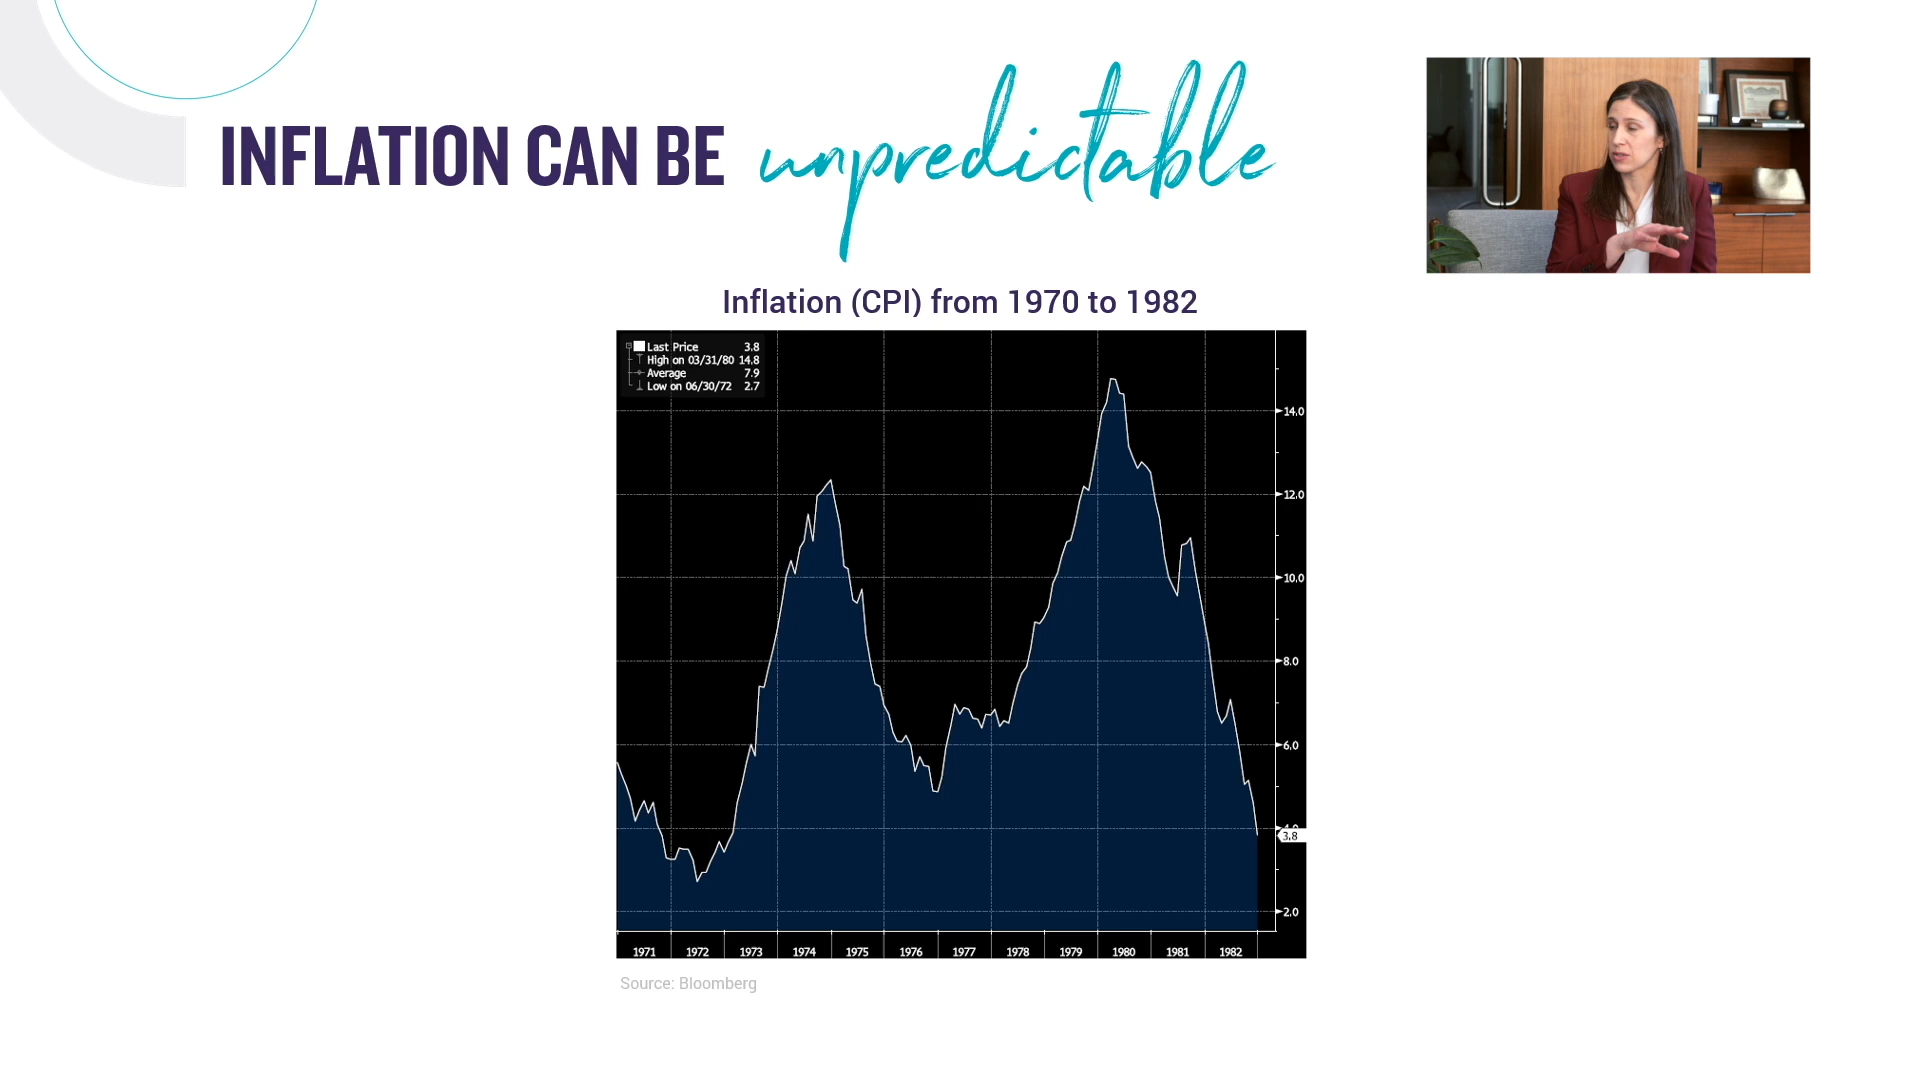 INFLATION CAN BE unpredictable
Inflation (CPI) from 1970 to 1982
Last Price 3.8
High on 03/31/80 14.8
Average 7.9
Low on 06/30/72 2.7
14.0
12.0
10.0
8.0
6.0
4.0
3.8
2.0
1971 1972 1973 1974 1975 1976 1977 1978 1979 1980 1981 1982
Source: Bloomberg